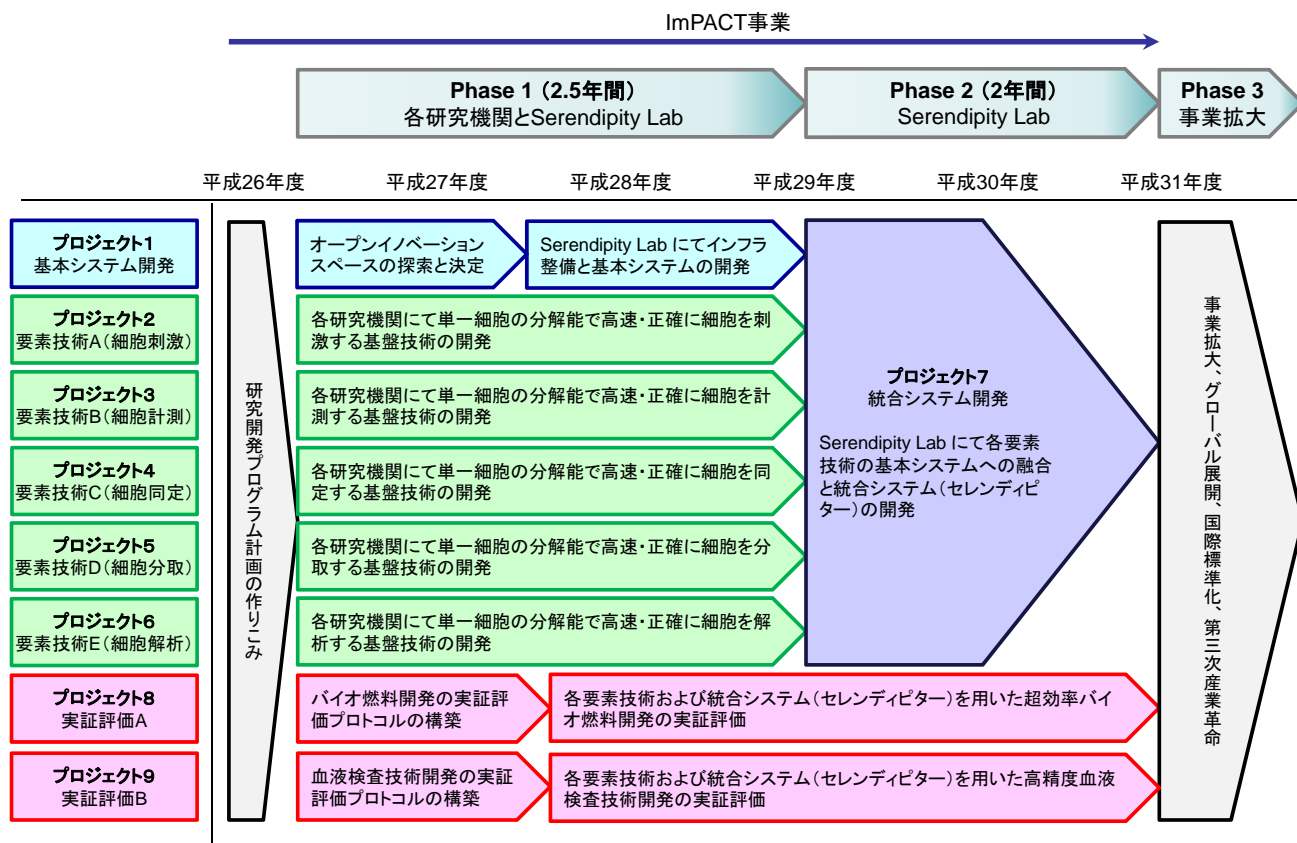 ImPACT事業
Phase 1 (2.5年間)
各研究機関とSerendipity Lab
Phase 2 (2年間)
Serendipity Lab
Phase 3
事業拡大
平成26年度
平成27年度
平成28年度
平成29年度
平成30年度
平成31年度
プロジェクト1
基本システム開発
プロジェクト2
要素技術A(細胞刺激)
プロジェクト3
要素技術B(細胞計測)
プロジェクト4
要素技術C(細胞同定)
プロジェクト5
要素技術D(細胞分取)
プロジェクト6
要素技術E(細胞解析)
プロジェクト8
実証評価A
プロジェクト9
実証評価B
研究開発プログラム計画の作りこみ
オープンイノベーション
スペースの探索と決定
Serendipity Lab にてインフラ
整備と基本システムの開発
各研究機関にて単一細胞の分解能で高速・正確に細胞を刺
激する基盤技術の開発
各研究機関にて単一細胞の分解能で高速・正確に細胞を計
測する基盤技術の開発
各研究機関にて単一細胞の分解能で高速・正確に細胞を同
定する基盤技術の開発
各研究機関にて単一細胞の分解能で高速・正確に細胞を分
取する基盤技術の開発
各研究機関にて単一細胞の分解能で高速・正確に細胞を解
析する基盤技術の開発
プロジェクト7
統合システム開発
Serendipity Lab にて各要素
技術の基本システムへの融合
と統合システム(セレンディピ
ター)の開発
バイオ燃料開発の実証評
価プロトコルの構築
各要素技術および統合システム(セレンディピター)を用いた超効率バイ
オ燃料開発の実証評価
血液検査技術開発の実証
評価プロトコルの構築
各要素技術および統合システム(セレンディピター)を用いた高精度血液
検査技術開発の実証評価
事業拡大、グローバル展開、国際標準化、第三次産業革命